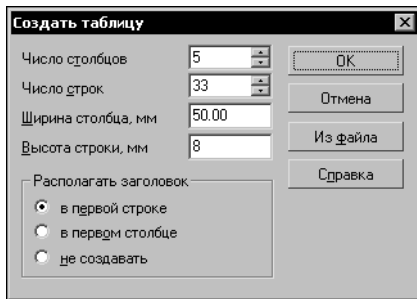 Создать таблицу
Число столбцов 5 OK
Число строк 33 Отмена
Ширина столбца, мм 50.00 Из файла
Высота строки, мм 8 Справка
Располагать заголовок
в первой строке
в первом столбце
не создавать